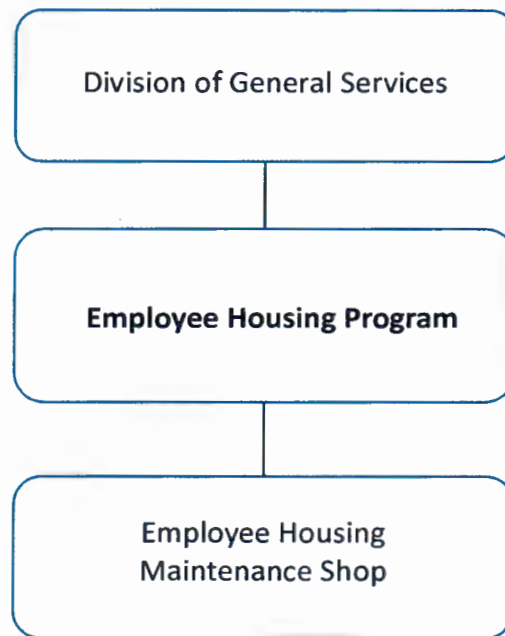 Division of General Services
Employee Housing Program
Employee Housing
Maintenance Shop